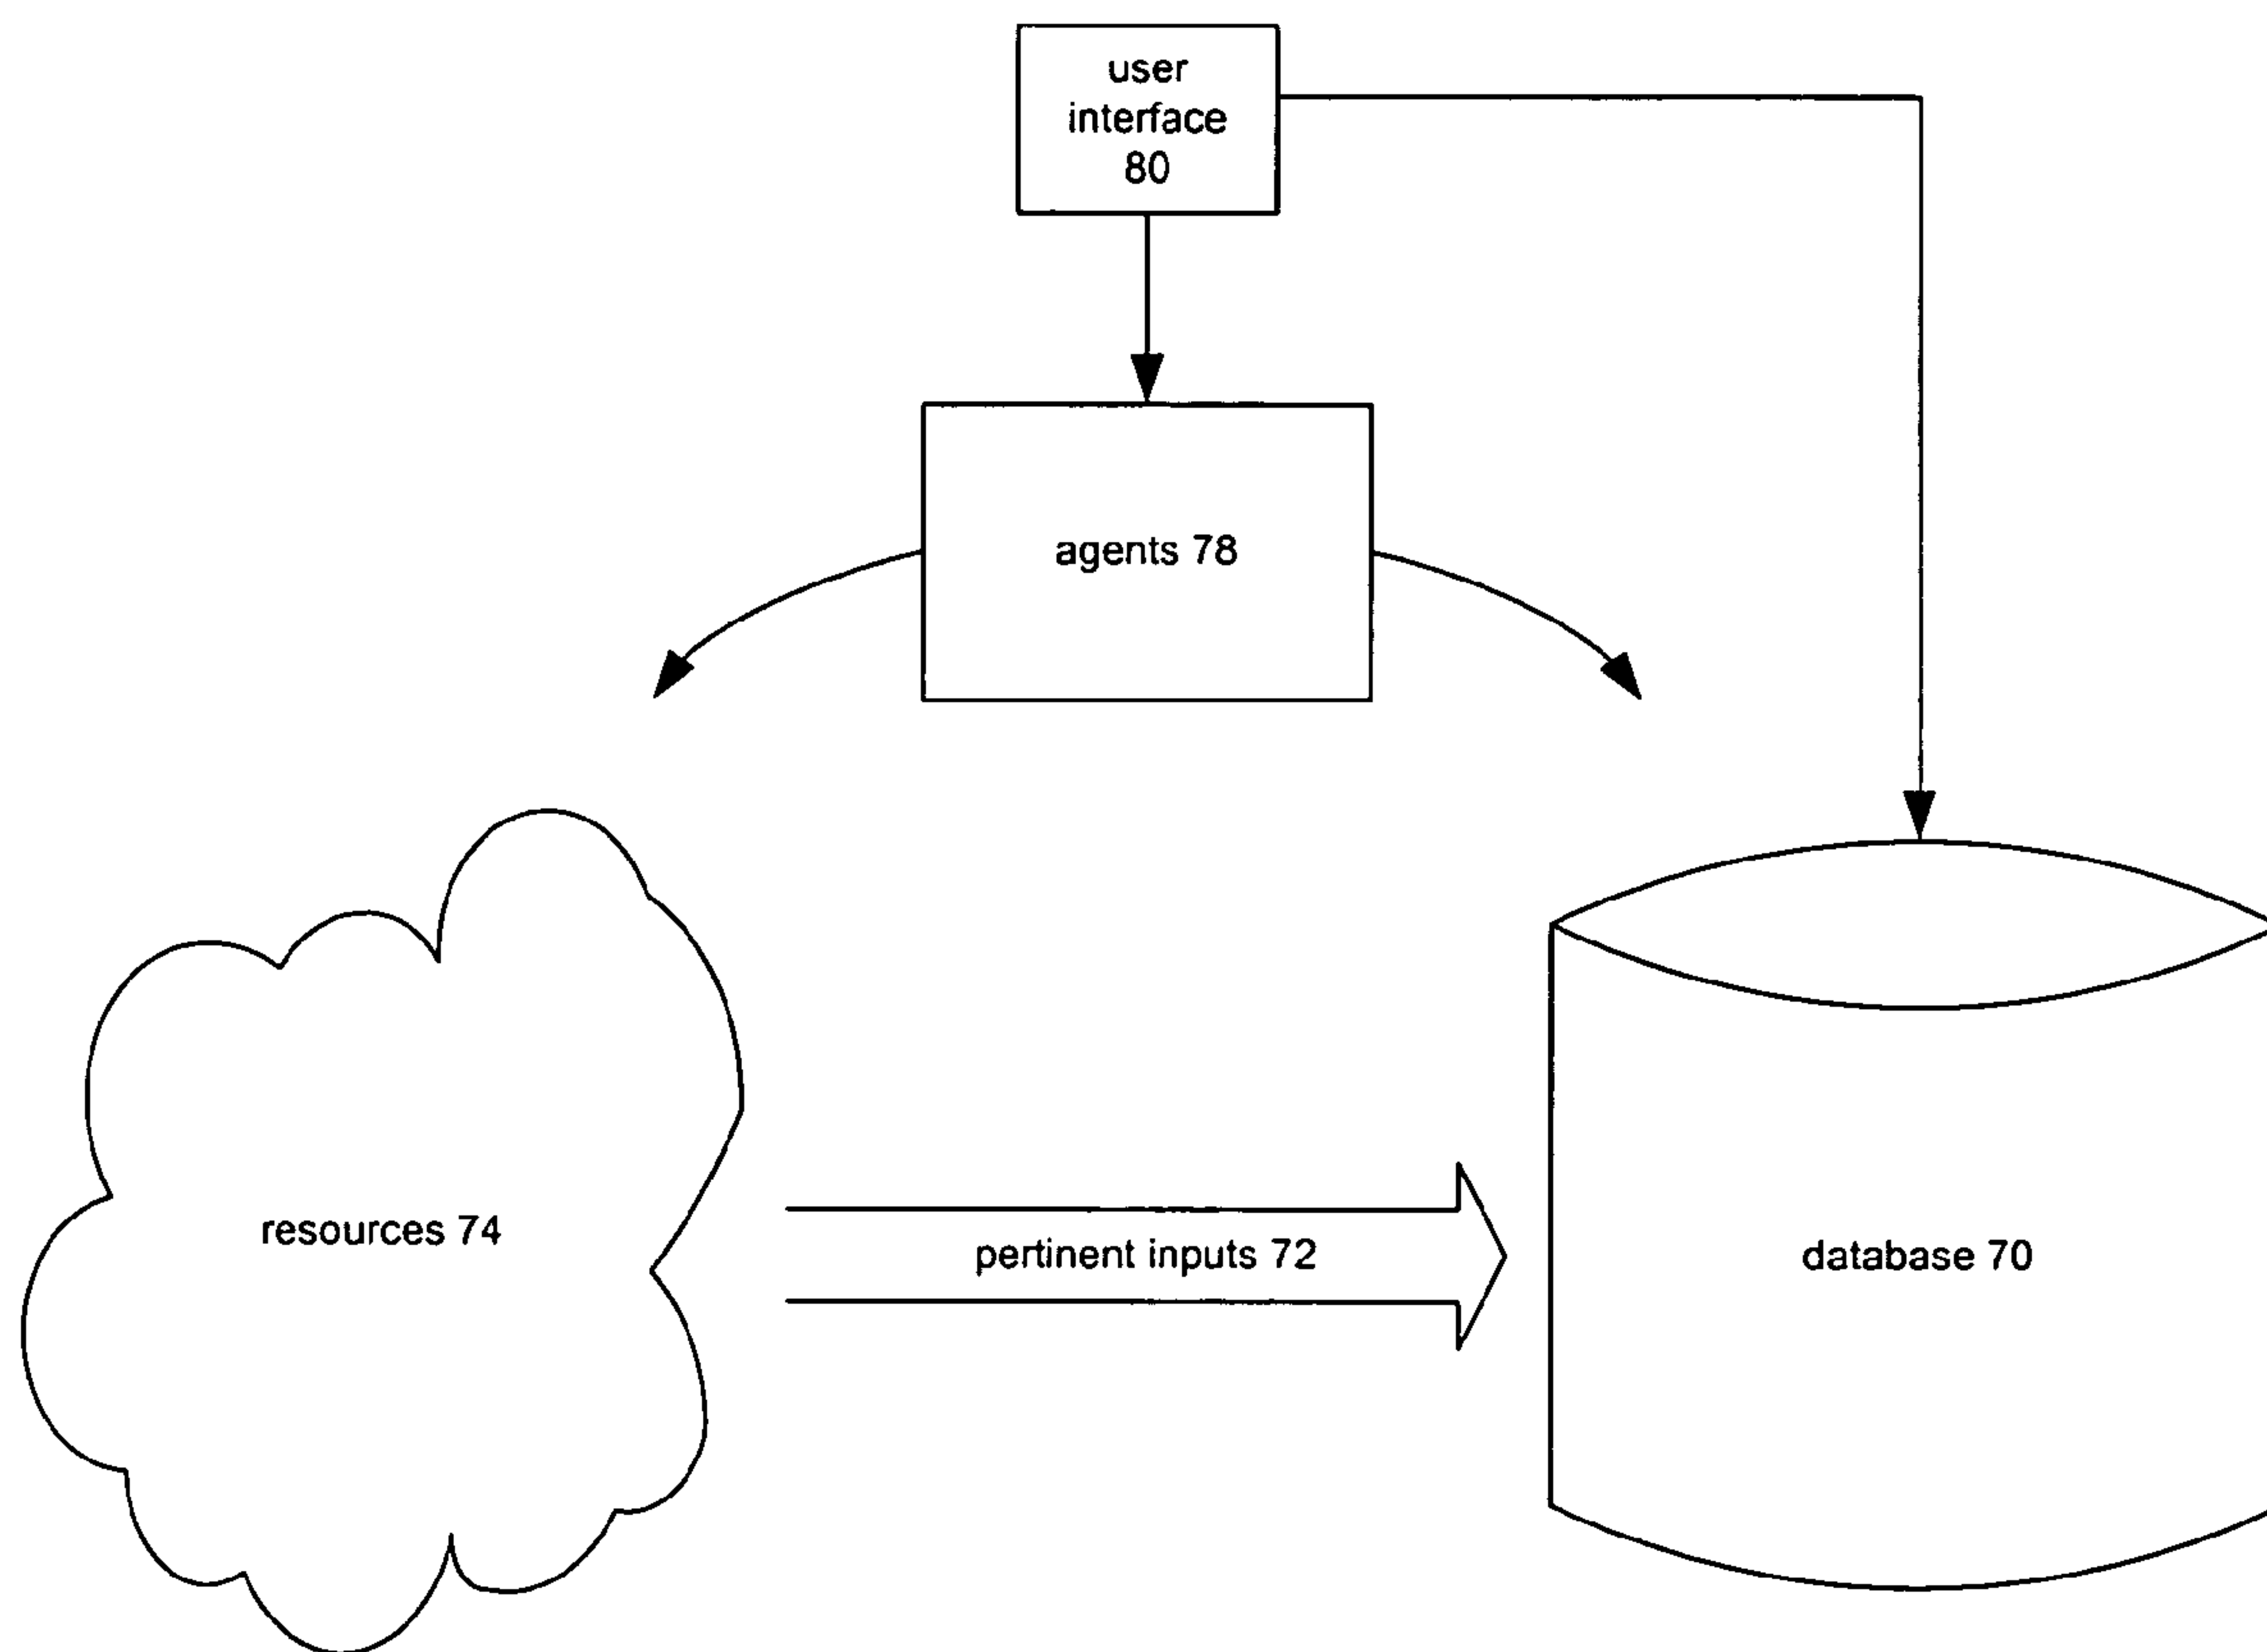 user
interface
80
agents 78
resources 74
pertinent inputs 72
database 70